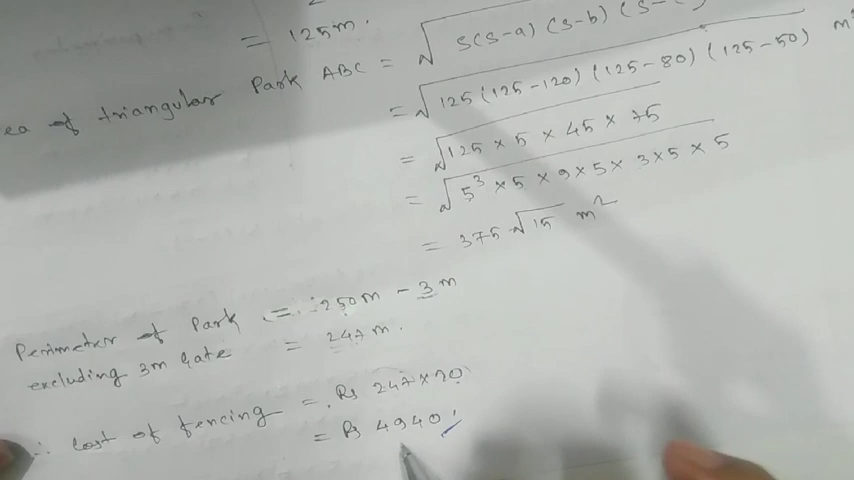 = 125m.
ea of triangular Park ABC = √s(s-a) (s-b) (s-
= √125 (125-120) (125-80) (125-50) m²
= √125 × 5 × 45 × 75
= √5³ × 5 × 9 × 5 × 3 × 5 × 5
= 375 √15 m²
Perimeter of Park = 250m - 3m
excluding 3m gate = 247m.
∴ Cost of fencing = Rs 247×20
= Rs 4940